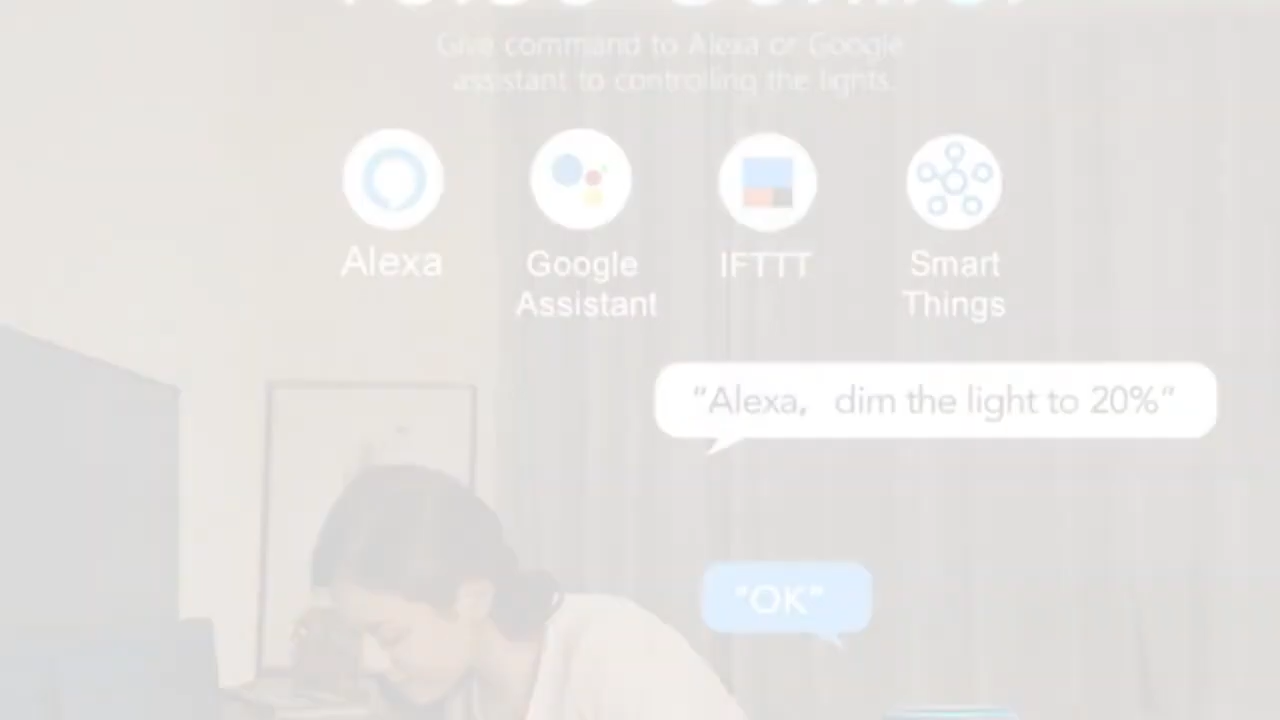 Give command to Alexa or Google
assistant to controlling the lights.
Alexa
Google
Assistant
IFTTT
Smart
Things
"Alexa, dim the light to 20%"
"OK"